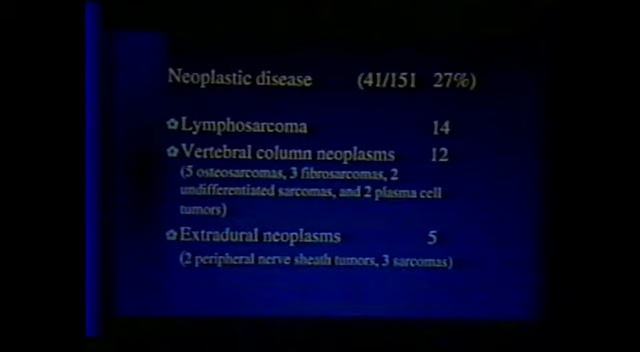 Neoplastic disease (41/151 27%)
✿Lymphosarcoma 14
✿Vertebral column neoplasms 12
(5 osteosarcomas, 3 fibrosarcomas, 2
undifferentiated sarcomas, and 2 plasma cell
tumors)
✿Extradural neoplasms 5
(2 peripheral nerve sheath tumors, 3 sarcomas)